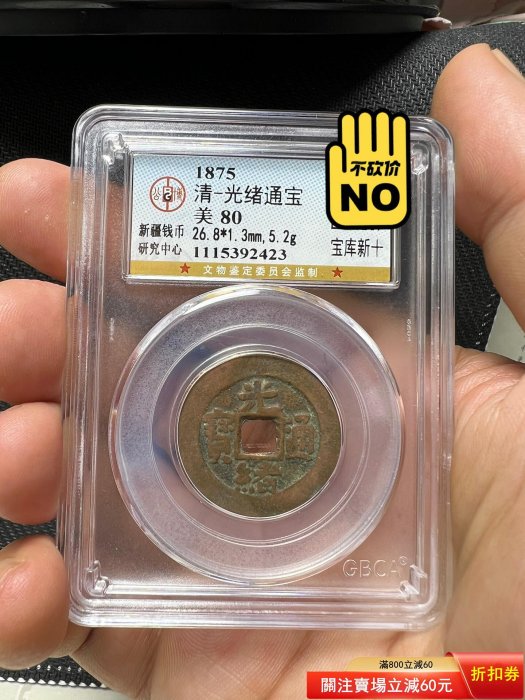 1875
清-光绪通宝
美 80
新疆钱币 26.8*1.3mm,5.2g
研究中心 1115392423
宝库新十
★ 文物鉴定委员会监制 ★
不砍价
NO
光緒通寶
GBCA
滿800立減60
關注賣場立減60元
折扣券